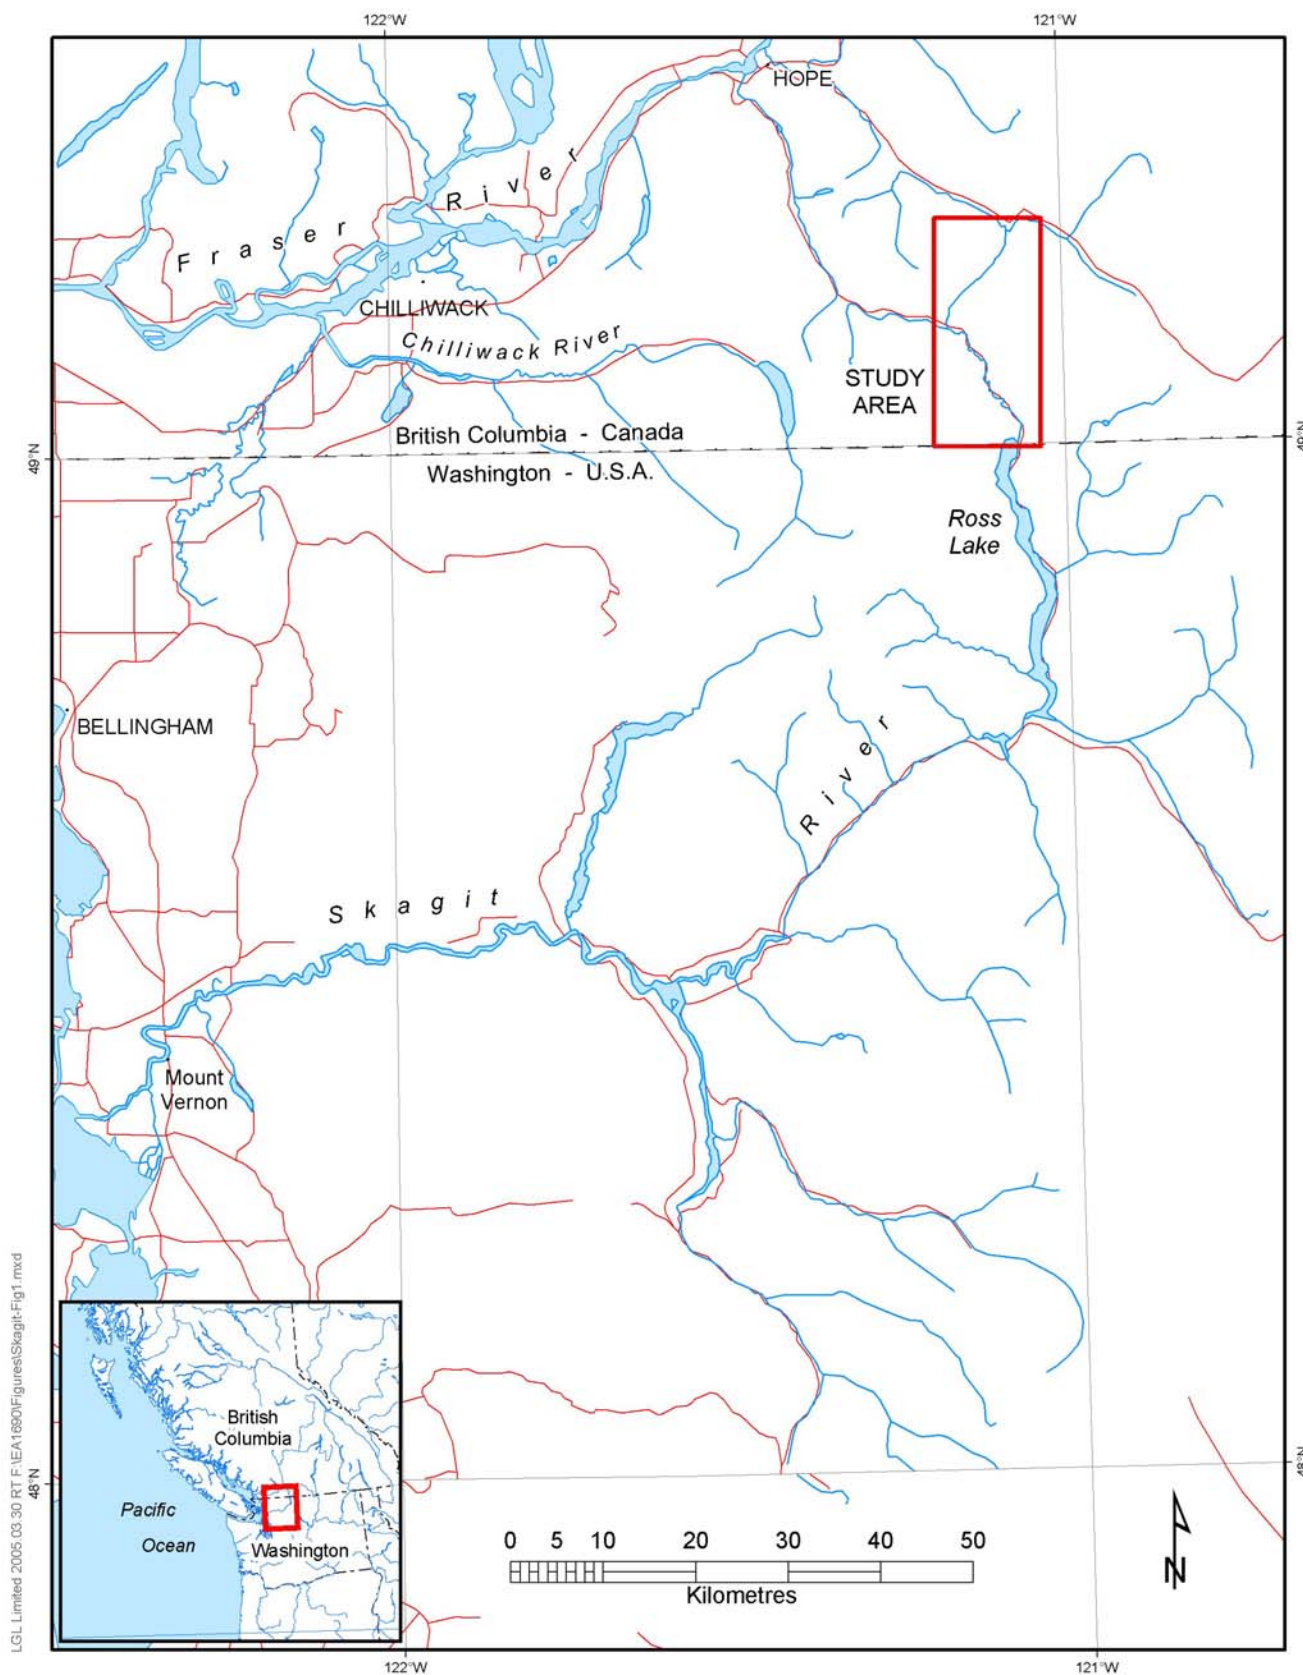 122°W
121°W
HOPE
Fraser River
CHILLIWACK
Chilliwack River
STUDY
AREA
British Columbia - Canada
49°N
49°N
Washington - U.S.A.
Ross
Lake
BELLINGHAM
Skagit River
Mount
Vernon
LGL Limited 2005.03.30 RT F:\EA1690\Figures\Skagit-Fig1.mxd
British
Columbia
48°N
48°N
Pacific
Ocean
Washington
0 5 10 20 30 40 50
Kilometres
N
122°W
121°W